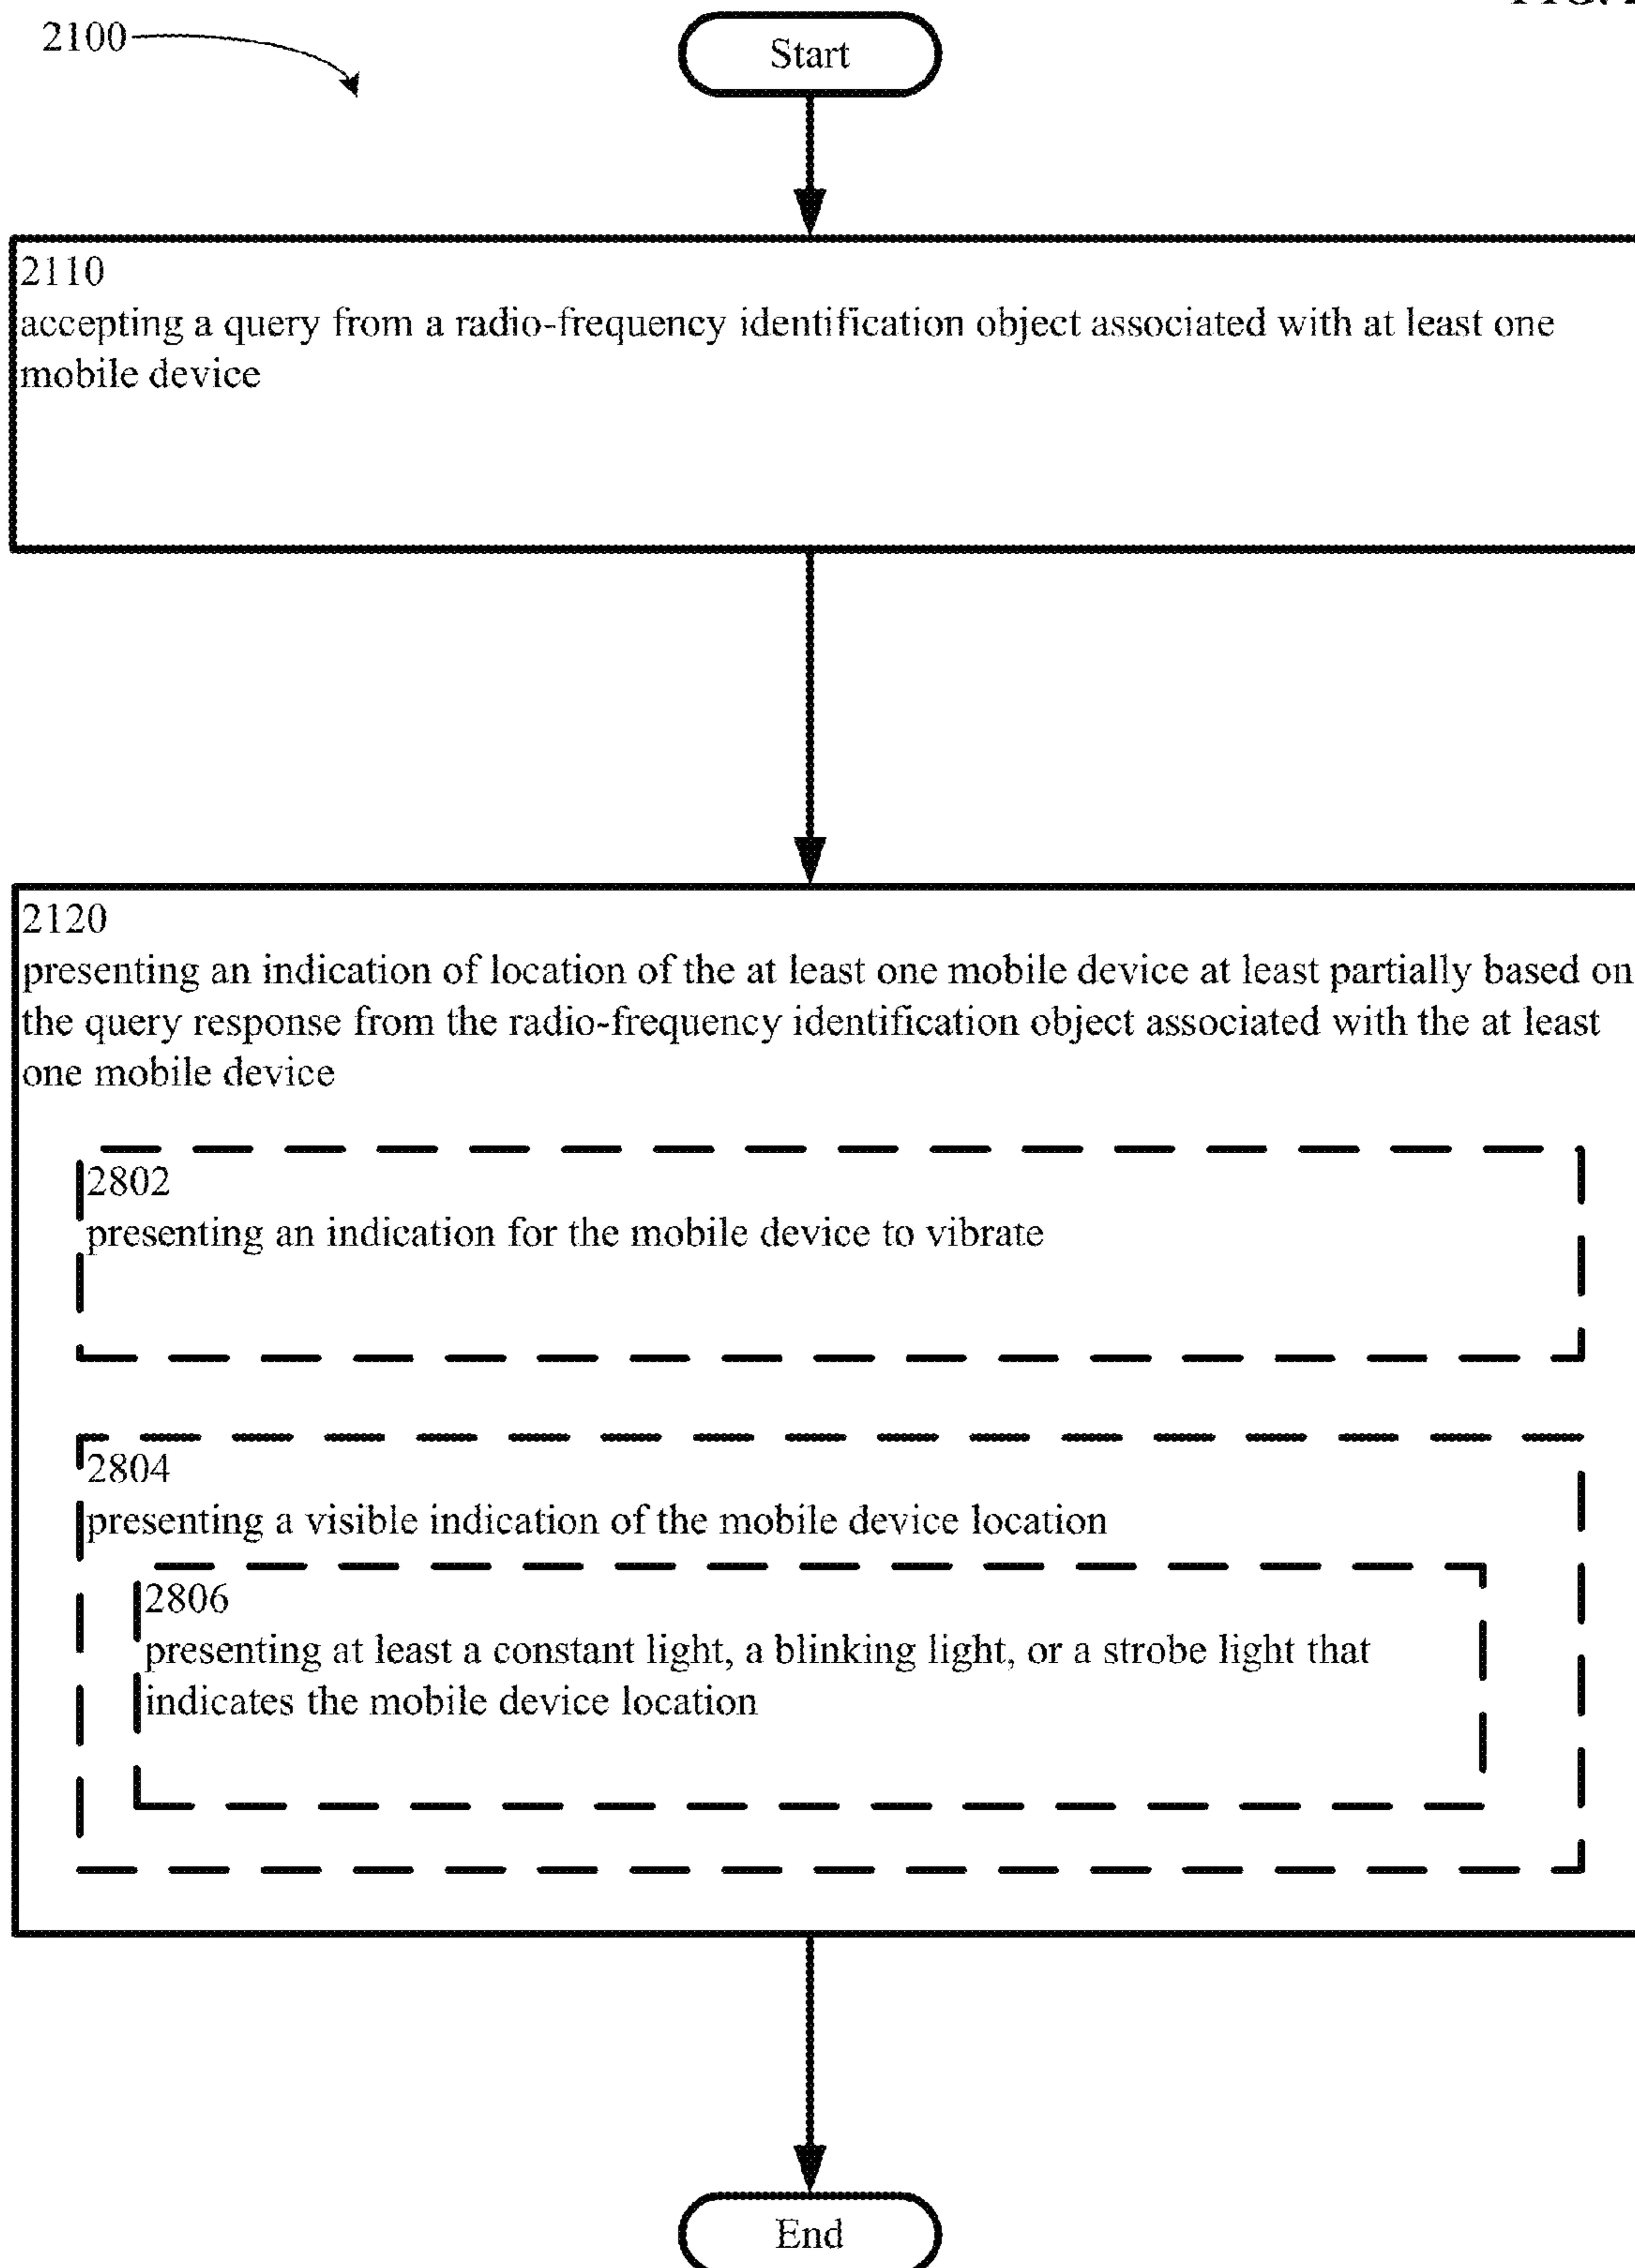 2100
Start
2110
accepting a query from a radio-frequency identification object associated with at least one
mobile device
2120
presenting an indication of location of the at least one mobile device at least partially based on
the query response from the radio-frequency identification object associated with the at least
one mobile device
2802
presenting an indication for the mobile device to vibrate
2804
presenting a visible indication of the mobile device location
2806
presenting at least a constant light, a blinking light, or a strobe light that
indicates the mobile device location
End